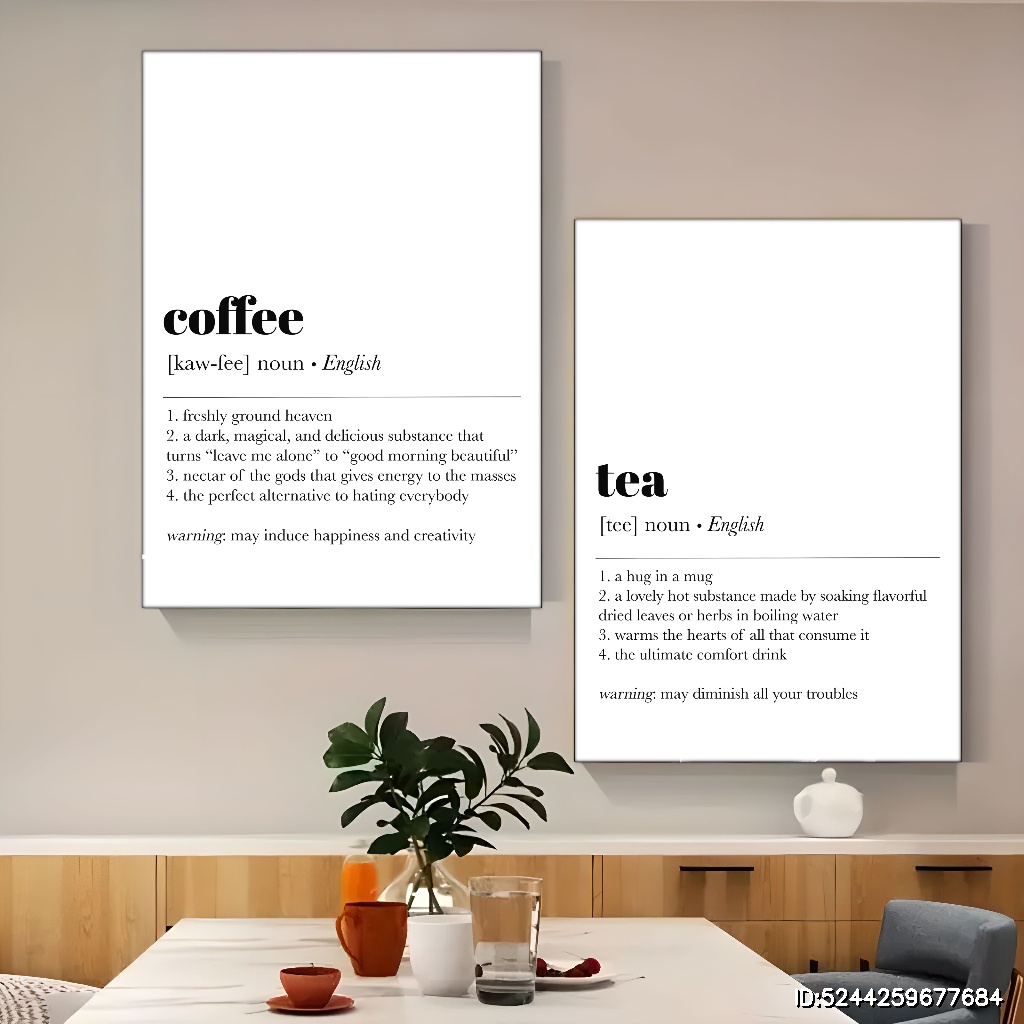 coffee
[kaw-fee] noun • English
1. freshly ground heaven
2. a dark, magical, and delicious substance that
turns “leave me alone” to “good morning beautiful”
3. nectar of the gods that gives energy to the masses
4. the perfect alternative to hating everybody
warning: may induce happiness and creativity
tea
[tee] noun • English
1. a hug in a mug
2. a lovely hot substance made by soaking flavorful
dried leaves or herbs in boiling water
3. warms the hearts of all that consume it
4. the ultimate comfort drink
warning: may diminish all your troubles
ID:5244259677684